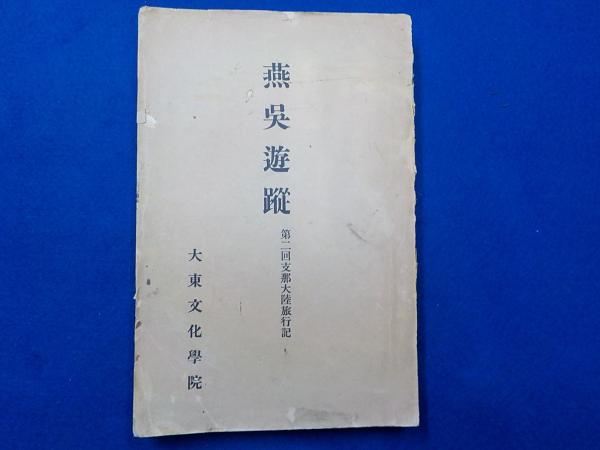 燕吳遊蹤
第二回支那大陸旅行記
大東文化學院